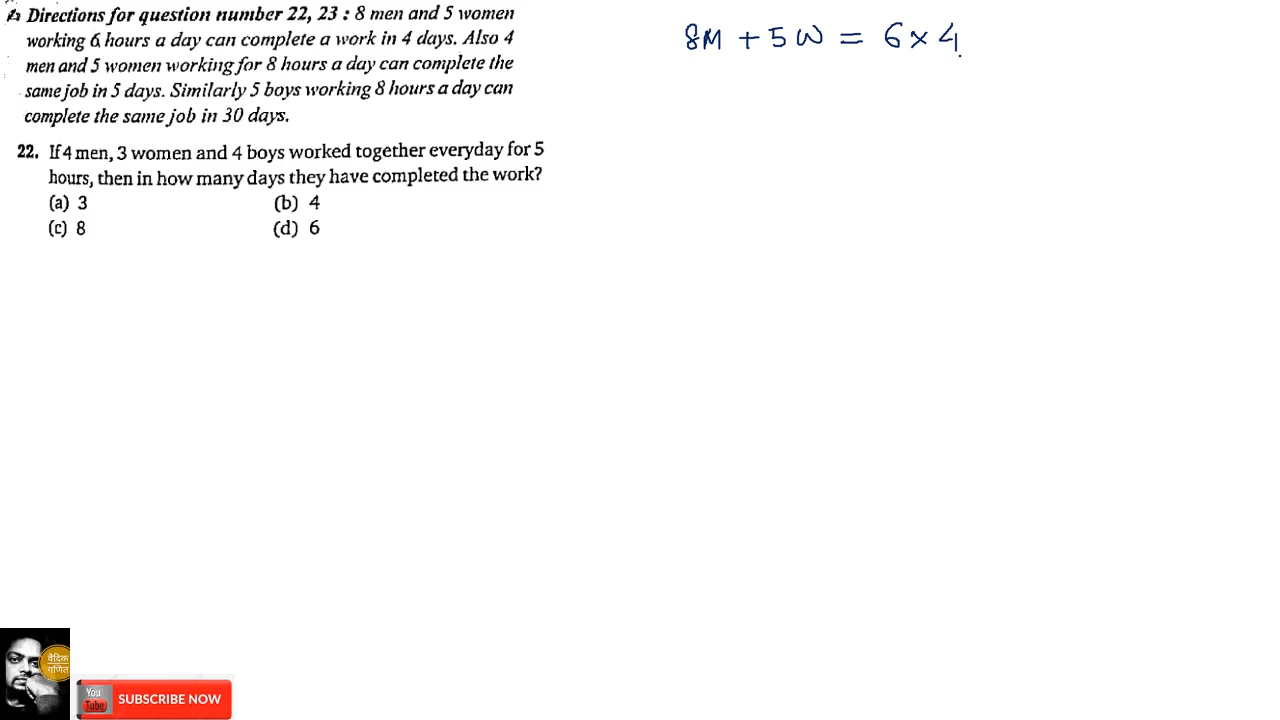 Directions for question number 22, 23 : 8 men and 5 women
working 6 hours a day can complete a work in 4 days. Also 4
men and 5 women working for 8 hours a day can complete the
same job in 5 days. Similarly 5 boys working 8 hours a day can
complete the same job in 30 days.
22. If 4 men, 3 women and 4 boys worked together everyday for 5
hours, then in how many days they have completed the work?
(a) 3 (b) 4
(c) 8 (d) 6
8M + 5W = 6 × 4
वैदिक
गणित
You
Tube
SUBSCRIBE NOW